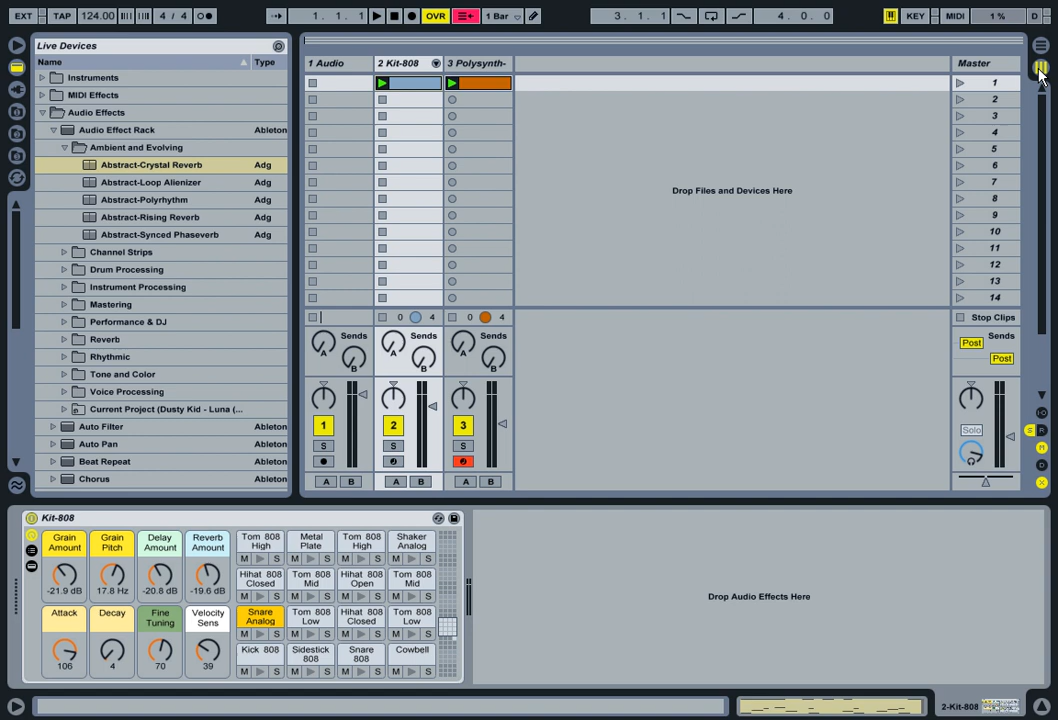 EXT TAP 124.00 4 / 4 1. 1. 1 OVR 1 Bar 3. 1. 1 4. 0. 0 KEY MIDI 1 % D
Live Devices
Name Type
Instruments
MIDI Effects
Audio Effects
Audio Effect Rack Ableton
Ambient and Evolving
Abstract-Crystal Reverb Adg
Abstract-Loop Alienizer Adg
Abstract-Polyrhythm Adg
Abstract-Rising Reverb Adg
Abstract-Synced Phaseverb Adg
Channel Strips
Drum Processing
Instrument Processing
Mastering
Performance & DJ
Reverb
Rhythmic
Tone and Color
Voice Processing
Current Project (Dusty Kid - Luna (...
Auto Filter Ableton
Auto Pan Ableton
Beat Repeat Ableton
Chorus Ableton
1 Audio 2 Kit-808 3 Polysynth- Master
1
2
3
4
5
6
7
8
9
10
11
12
13
14
Drop Files and Devices Here
0 4 0 4 Stop Clips
Sends Sends Sends Sends
A A A Post
B B B Post
1 2 3
S S S Solo
A B A B A B
S R
M
D
X
Kit-808
Grain Amount Grain Pitch Delay Amount Reverb Amount
-21.9 dB 17.8 Hz -20.8 dB -19.6 dB
Attack Decay Fine Tuning Velocity Sens
106 4 70 39
Tom 808 High Metal Plate Tom 808 High Shaker Analog
M S M S M S M S
Hihat 808 Closed Tom 808 Mid Hihat 808 Open Tom 808 Mid
M S M S M S M S
Snare Analog Tom 808 Low Hihat 808 Closed Tom 808 Low
M S M S M S M S
Kick 808 Sidestick 808 Snare 808 Cowbell
M S M S M S M S
Drop Audio Effects Here
2-Kit-808